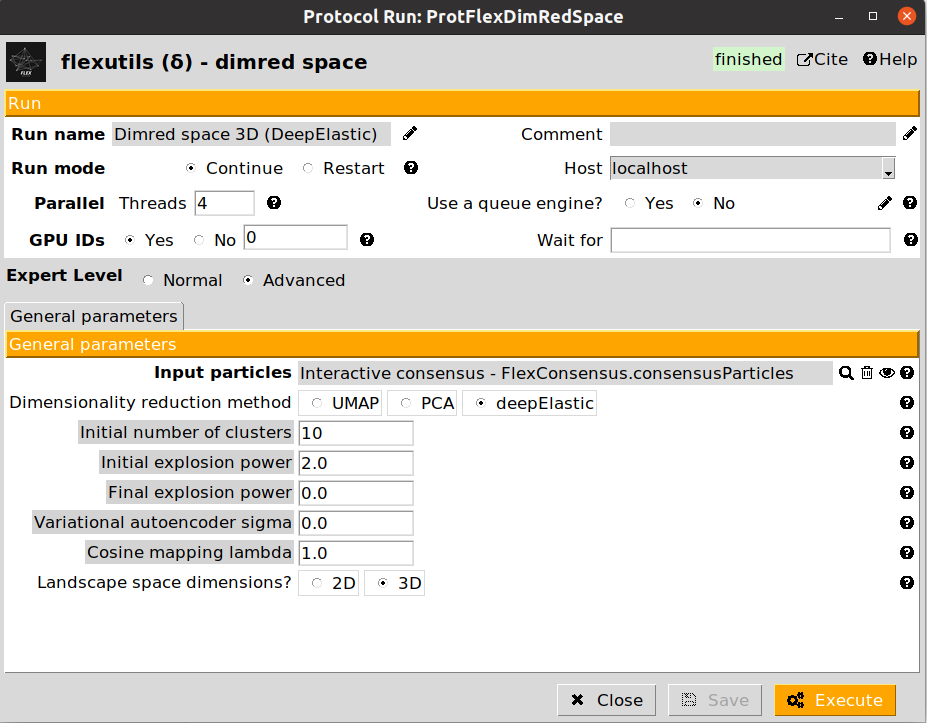 Protocol Run: ProtFlexDimRedSpace
FLEX
flexutils (δ) - dimred space
finished Cite Help
Run
Run name Dimred space 3D (DeepElastic) Comment
Run mode Continue Restart Host localhost
Parallel Threads 4 Use a queue engine? Yes No
GPU IDs Yes No 0 Wait for
Expert Level Normal Advanced
General parameters
General parameters
Input particles Interactive consensus - FlexConsensus.consensusParticles
Dimensionality reduction method UMAP PCA deepElastic
Initial number of clusters 10
Initial explosion power 2.0
Final explosion power 0.0
Variational autoencoder sigma 0.0
Cosine mapping lambda 1.0
Landscape space dimensions? 2D 3D
Close Save Execute